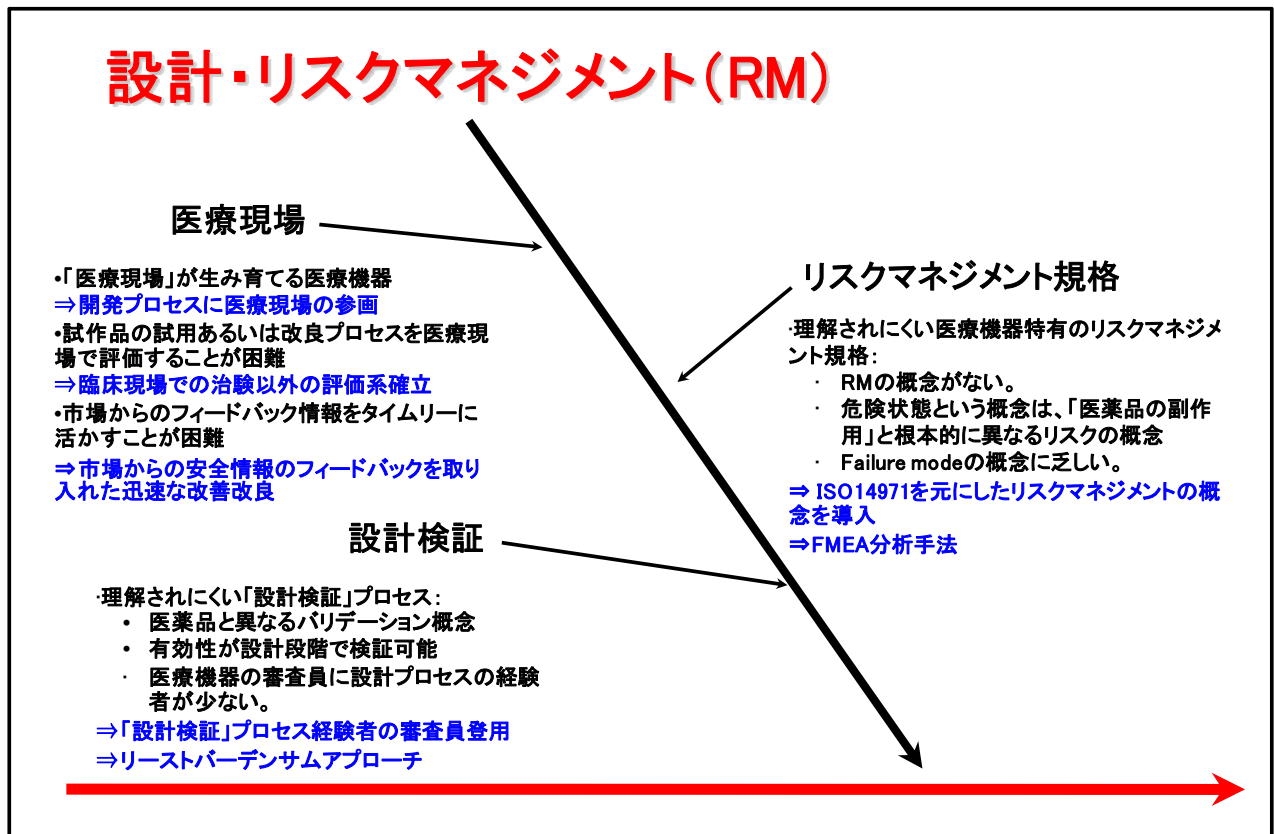 設計・リスクマネジメント（RM）
医療現場
•「医療現場」が生み育てる医療機器
⇒開発プロセスに医療現場の参画
•試作品の試用あるいは改良プロセスを医療現
場で評価することが困難
⇒臨床現場での治験以外の評価系確立
•市場からのフィードバック情報をタイムリーに
活かすことが困難
⇒市場からの安全情報のフィードバックを取り
入れた迅速な改善改良
リスクマネジメント規格
·理解されにくい医療機器特有のリスクマネジメ
ント規格：
· RMの概念がない。
· 危険状態という概念は、「医薬品の副作
用」と根本的に異なるリスクの概念
· Failure modeの概念に乏しい。
⇒ ISO14971を元にしたリスクマネジメントの概
念を導入
⇒FMEA分析手法
設計検証
·理解されにくい「設計検証」プロセス：
• 医薬品と異なるバリデーション概念
• 有効性が設計段階で検証可能
· 医療機器の審査員に設計プロセスの経験
者が少ない。
⇒「設計検証」プロセス経験者の審査員登用
⇒リーストバーデンサムアプローチ